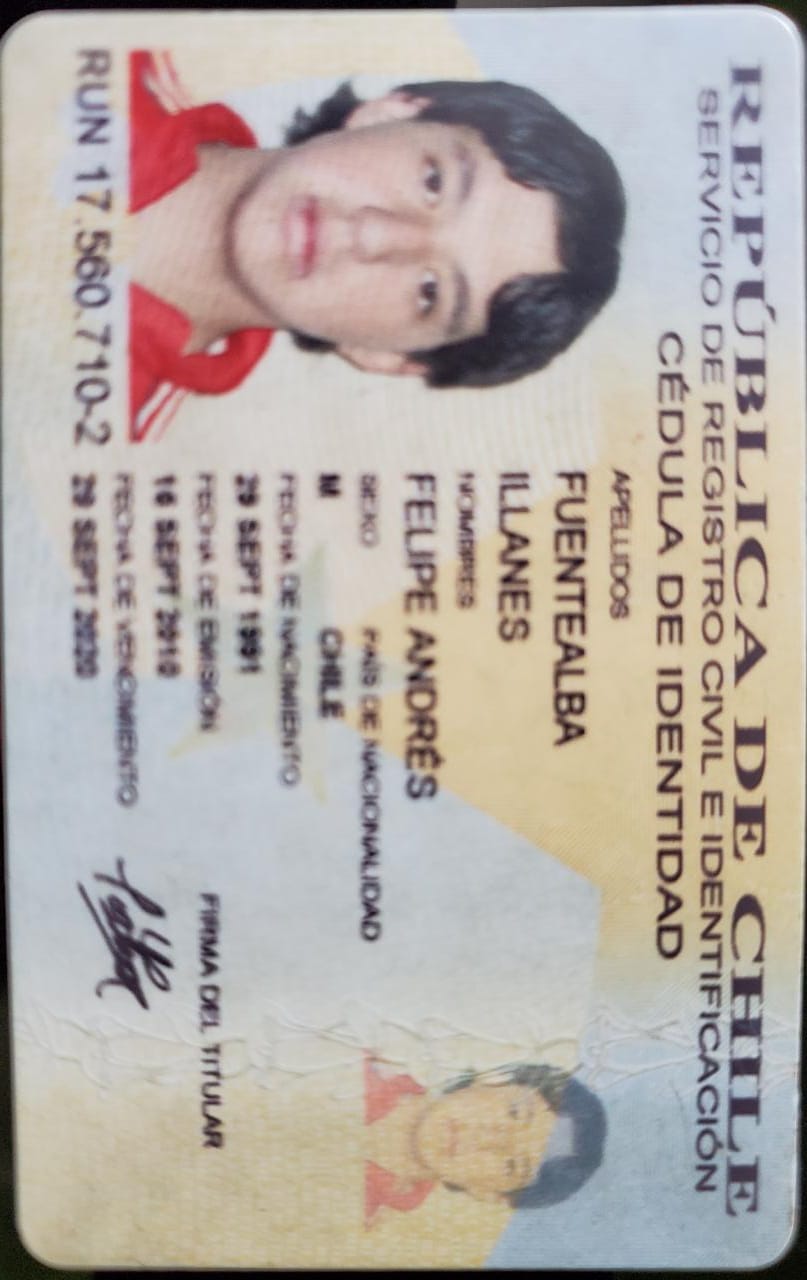 REPÚBLICA DE CHILE
SERVICIO DE REGISTRO CIVIL E IDENTIFICACIÓN
CÉDULA DE IDENTIDAD
APELLIDOS
FUENTEALBA
ILLANES
NOMBRES
FELIPE ANDRÉS
SEXO PAÍS DE NACIONALIDAD
M CHILE
FECHA DE NACIMIENTO
29 SEPT 1991
FECHA DE EMISIÓN
16 SEPT 2010
FECHA DE VENCIMIENTO
29 SEPT 2020
FIRMA DEL TITULAR
RUN 17.560.710-2